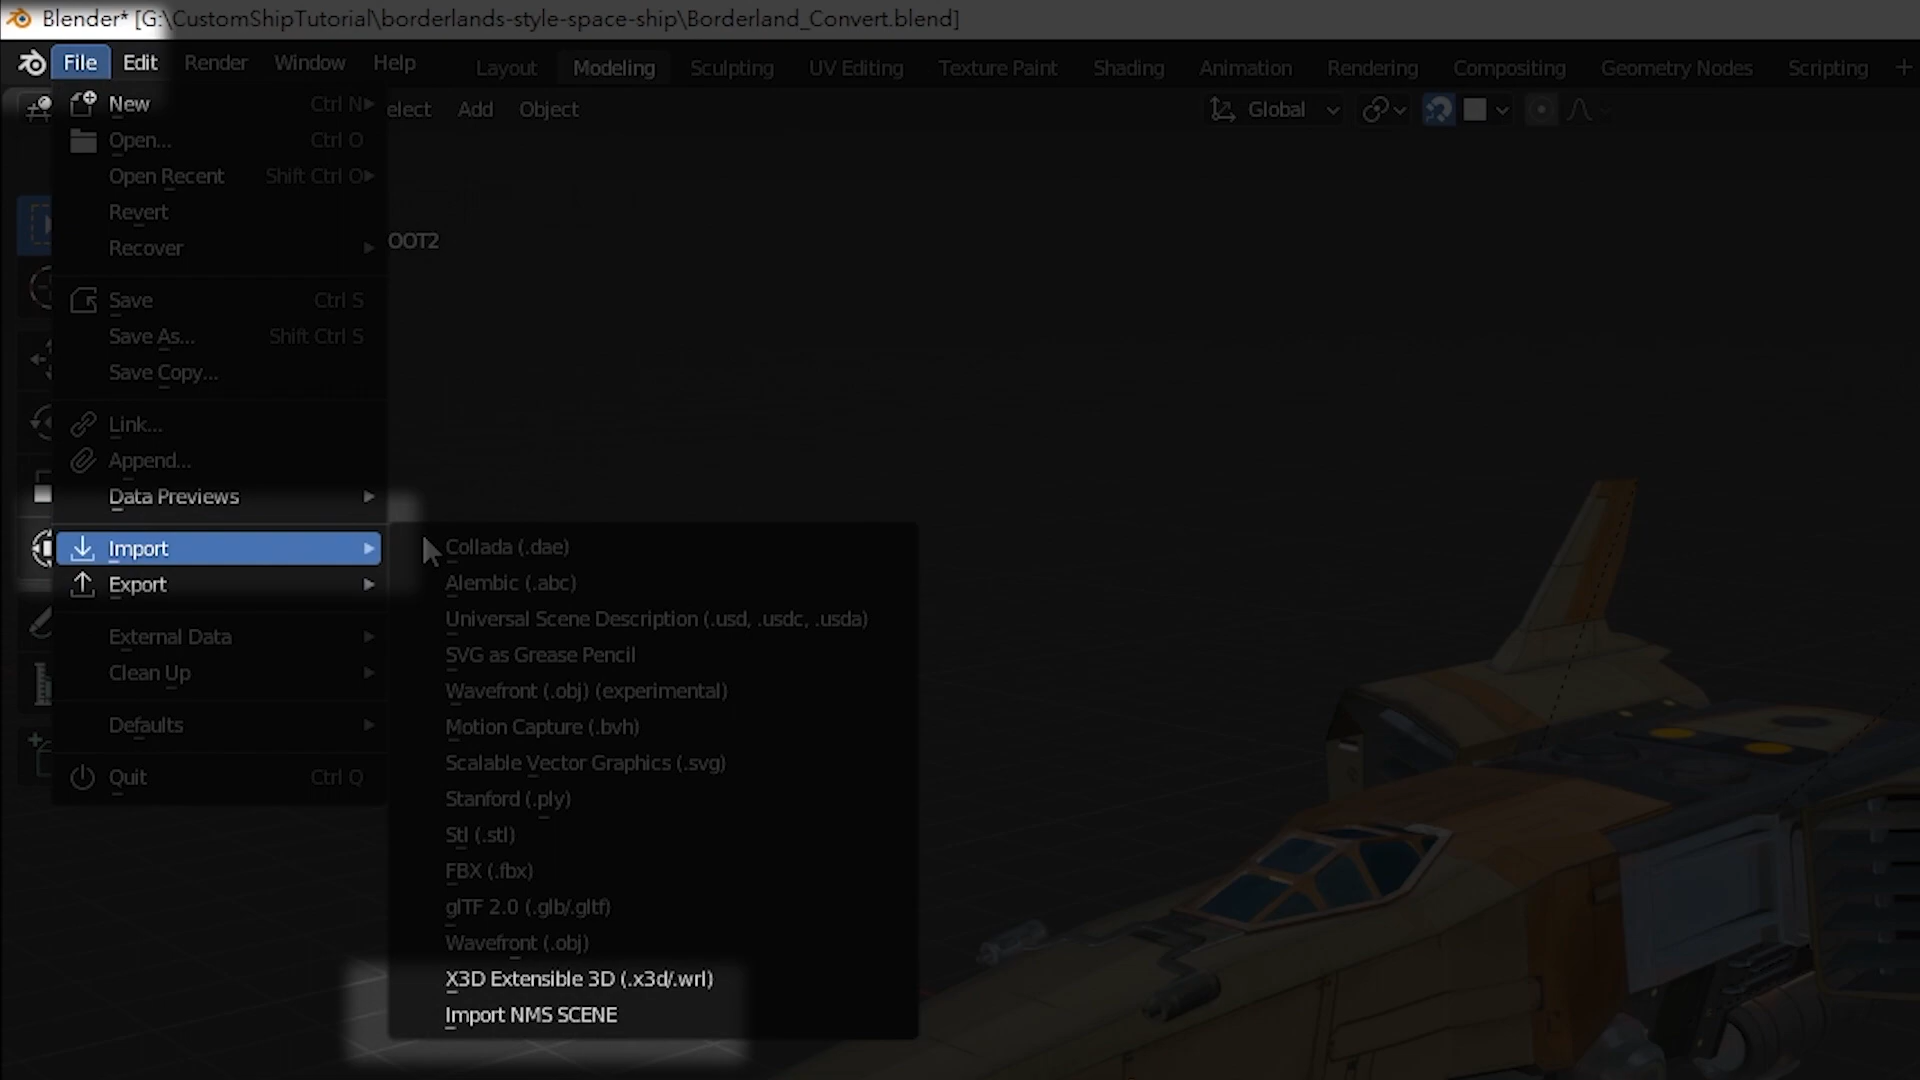 Blender* [G:\CustomShipTutorial\borderlands-style-space-ship\Borderland_Convert.blend]
File Edit Render Window Help Layout Modeling Sculpting UV Editing Texture Paint Shading Animation Rendering Compositing Geometry Nodes Scripting +
elect Add Object Global
New Ctrl N
Open... Ctrl O
Open Recent Shift Ctrl O
Revert
Recover
OOT2
Save Ctrl S
Save As... Shift Ctrl S
Save Copy...
Link...
Append...
Data Previews
Import
Export
External Data
Clean Up
Defaults
Quit Ctrl Q
Collada (.dae)
Alembic (.abc)
Universal Scene Description (.usd, .usdc, .usda)
SVG as Grease Pencil
Wavefront (.obj) (experimental)
Motion Capture (.bvh)
Scalable Vector Graphics (.svg)
Stanford (.ply)
Stl (.stl)
FBX (.fbx)
glTF 2.0 (.glb/.gltf)
Wavefront (.obj)
X3D Extensible 3D (.x3d/.wrl)
Import NMS SCENE